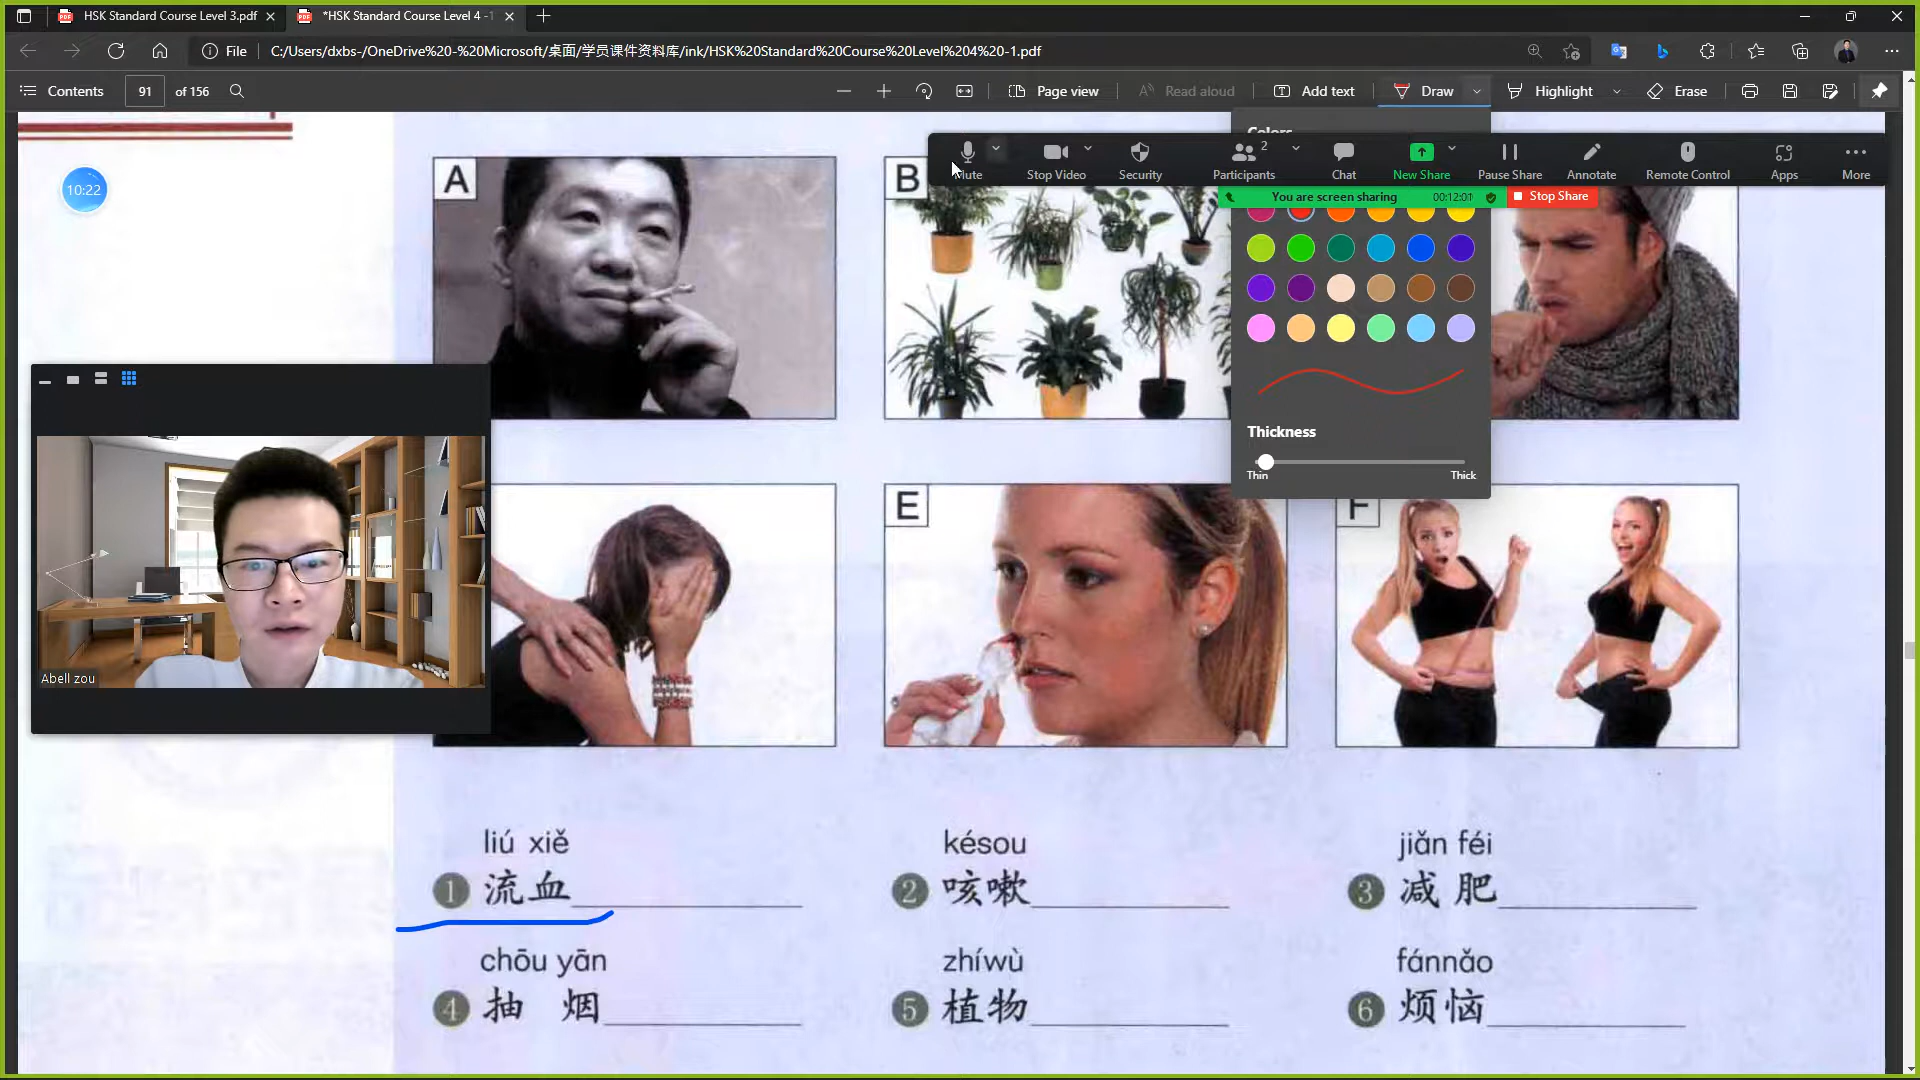 HSK Standard Course Level 3.pdf
*HSK Standard Course Level 4 -1
File
C:/Users/dxbs-/OneDrive%20-%20Microsoft/桌面/学员课件资料库/ink/HSK%20Standard%20Course%20Level%204%20-1.pdf
Contents
91
of 156
Page view
Read aloud
Add text
Draw
Highlight
Erase
Colors
Mute
Stop Video
Security
Participants
2
Chat
New Share
Pause Share
Annotate
Remote Control
Apps
More
You are screen sharing
00:12:01
Stop Share
10:22
A
B
Thickness
Thin
Thick
E
F
Abell zou
liú xiě
késou
jiǎn féi
1 流血
2 咳嗽
3 减肥
chōu yān
zhíwù
fánnǎo
4 抽 烟
5 植物
6 烦恼